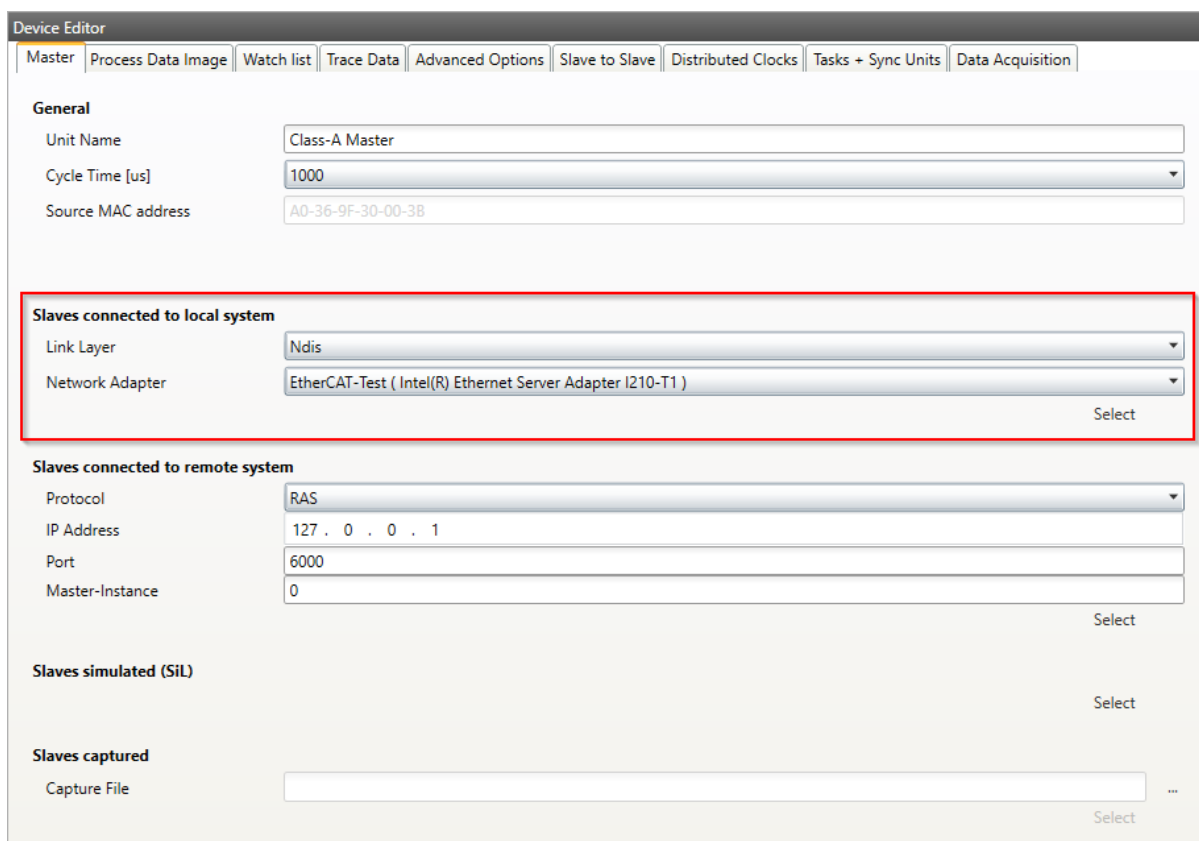 Device Editor
Master Process Data Image Watch list Trace Data Advanced Options Slave to Slave Distributed Clocks Tasks + Sync Units Data Acquisition
General
Unit Name Class-A Master
Cycle Time [us] 1000
Source MAC address A0-36-9F-30-00-3B
Slaves connected to local system
Link Layer Ndis
Network Adapter EtherCAT-Test ( Intel(R) Ethernet Server Adapter I210-T1 )
Select
Slaves connected to remote system
Protocol RAS
IP Address 127 . 0 . 0 . 1
Port 6000
Master-Instance 0
Select
Slaves simulated (SiL)
Select
Slaves captured
Capture File ...
Select